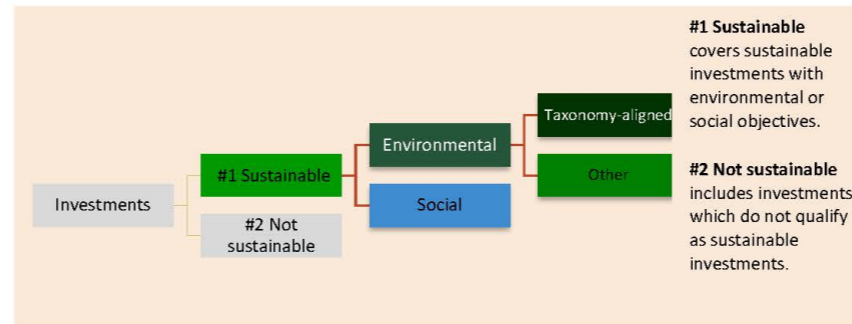 Investments
#1 Sustainable
#2 Not
sustainable
Environmental
Social
Taxonomy-aligned
Other
#1 Sustainable
covers sustainable
investments with
environmental or
social objectives.
#2 Not sustainable
includes investments
which do not qualify
as sustainable
investments.